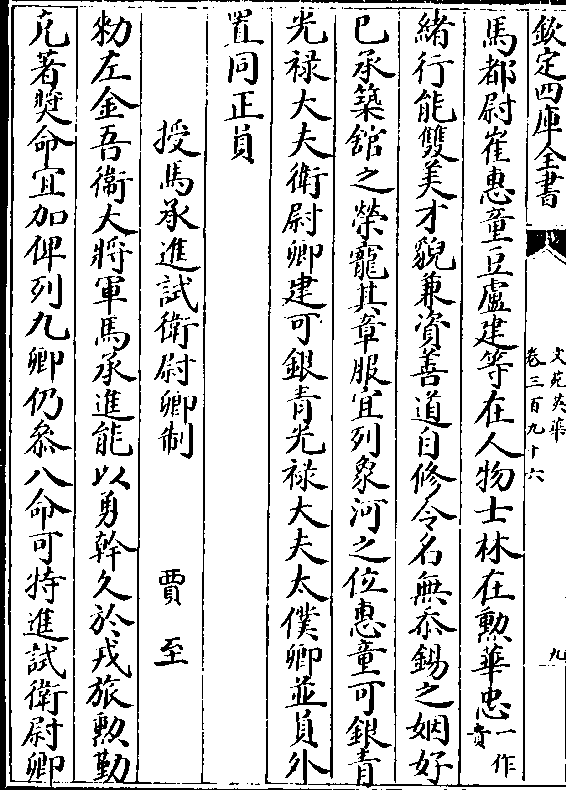 欽定四庫全書
文苑英華
卷三百九十六
九
馬都尉崔惠童豆盧建等在人物士林在勲華忠一作貴
緒行能雙美才貌兼資善道自修令名無忝錫之姻好
已承築館之榮寵其章服宜列象河之位惠童可銀青
光禄大夫衛尉卿建可銀青光禄大夫太僕卿並員外
置同正員
授馬承進試衛尉卿制
賈至
勑左金吾衞大將軍馬承進能以勇幹久於戎旅勲勤
克著奬命宜加俾列九卿仍叅八命可特進試衛尉卿